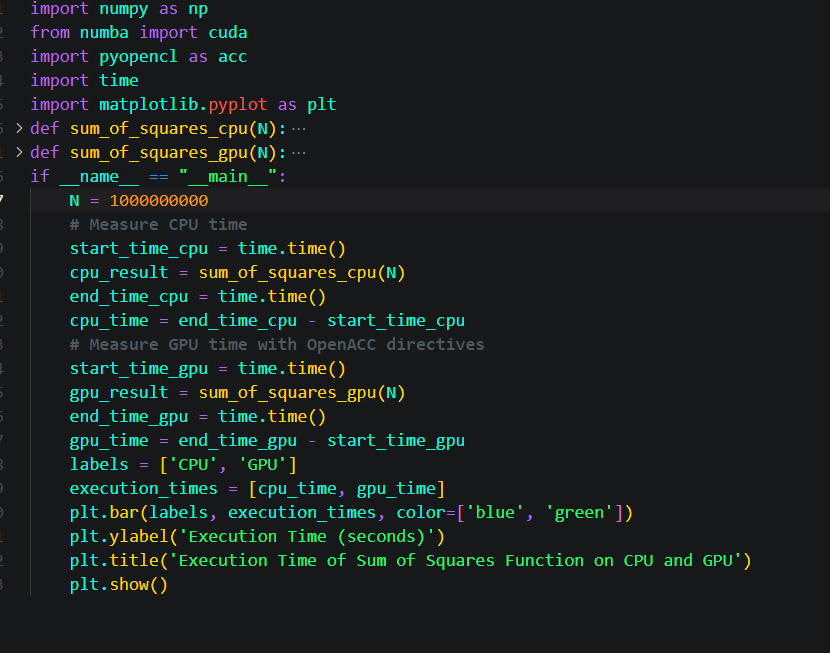 import numpy as np
from numba import cuda
import pyopencl as acc
import time
import matplotlib.pyplot as plt
def sum_of_squares_cpu(N):···
def sum_of_squares_gpu(N):···
if __name__ == "__main__":
    N = 1000000000
    # Measure CPU time
    start_time_cpu = time.time()
    cpu_result = sum_of_squares_cpu(N)
    end_time_cpu = time.time()
    cpu_time = end_time_cpu - start_time_cpu
    # Measure GPU time with OpenACC directives
    start_time_gpu = time.time()
    gpu_result = sum_of_squares_gpu(N)
    end_time_gpu = time.time()
    gpu_time = end_time_gpu - start_time_gpu
    labels = ['CPU', 'GPU']
    execution_times = [cpu_time, gpu_time]
    plt.bar(labels, execution_times, color=['blue', 'green'])
    plt.ylabel('Execution Time (seconds)')
    plt.title('Execution Time of Sum of Squares Function on CPU and GPU')
    plt.show()